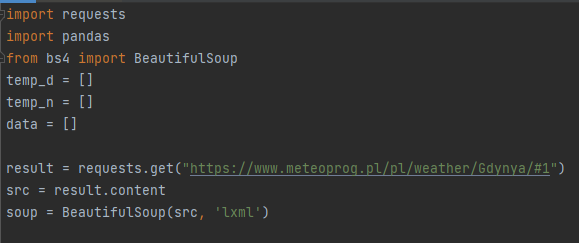 import requests
import pandas
from bs4 import BeautifulSoup
temp_d = []
temp_n = []
data = []
result = requests.get("https://www.meteoprog.pl/pl/weather/Gdynya/#1")
src = result.content
soup = BeautifulSoup(src, 'lxml')